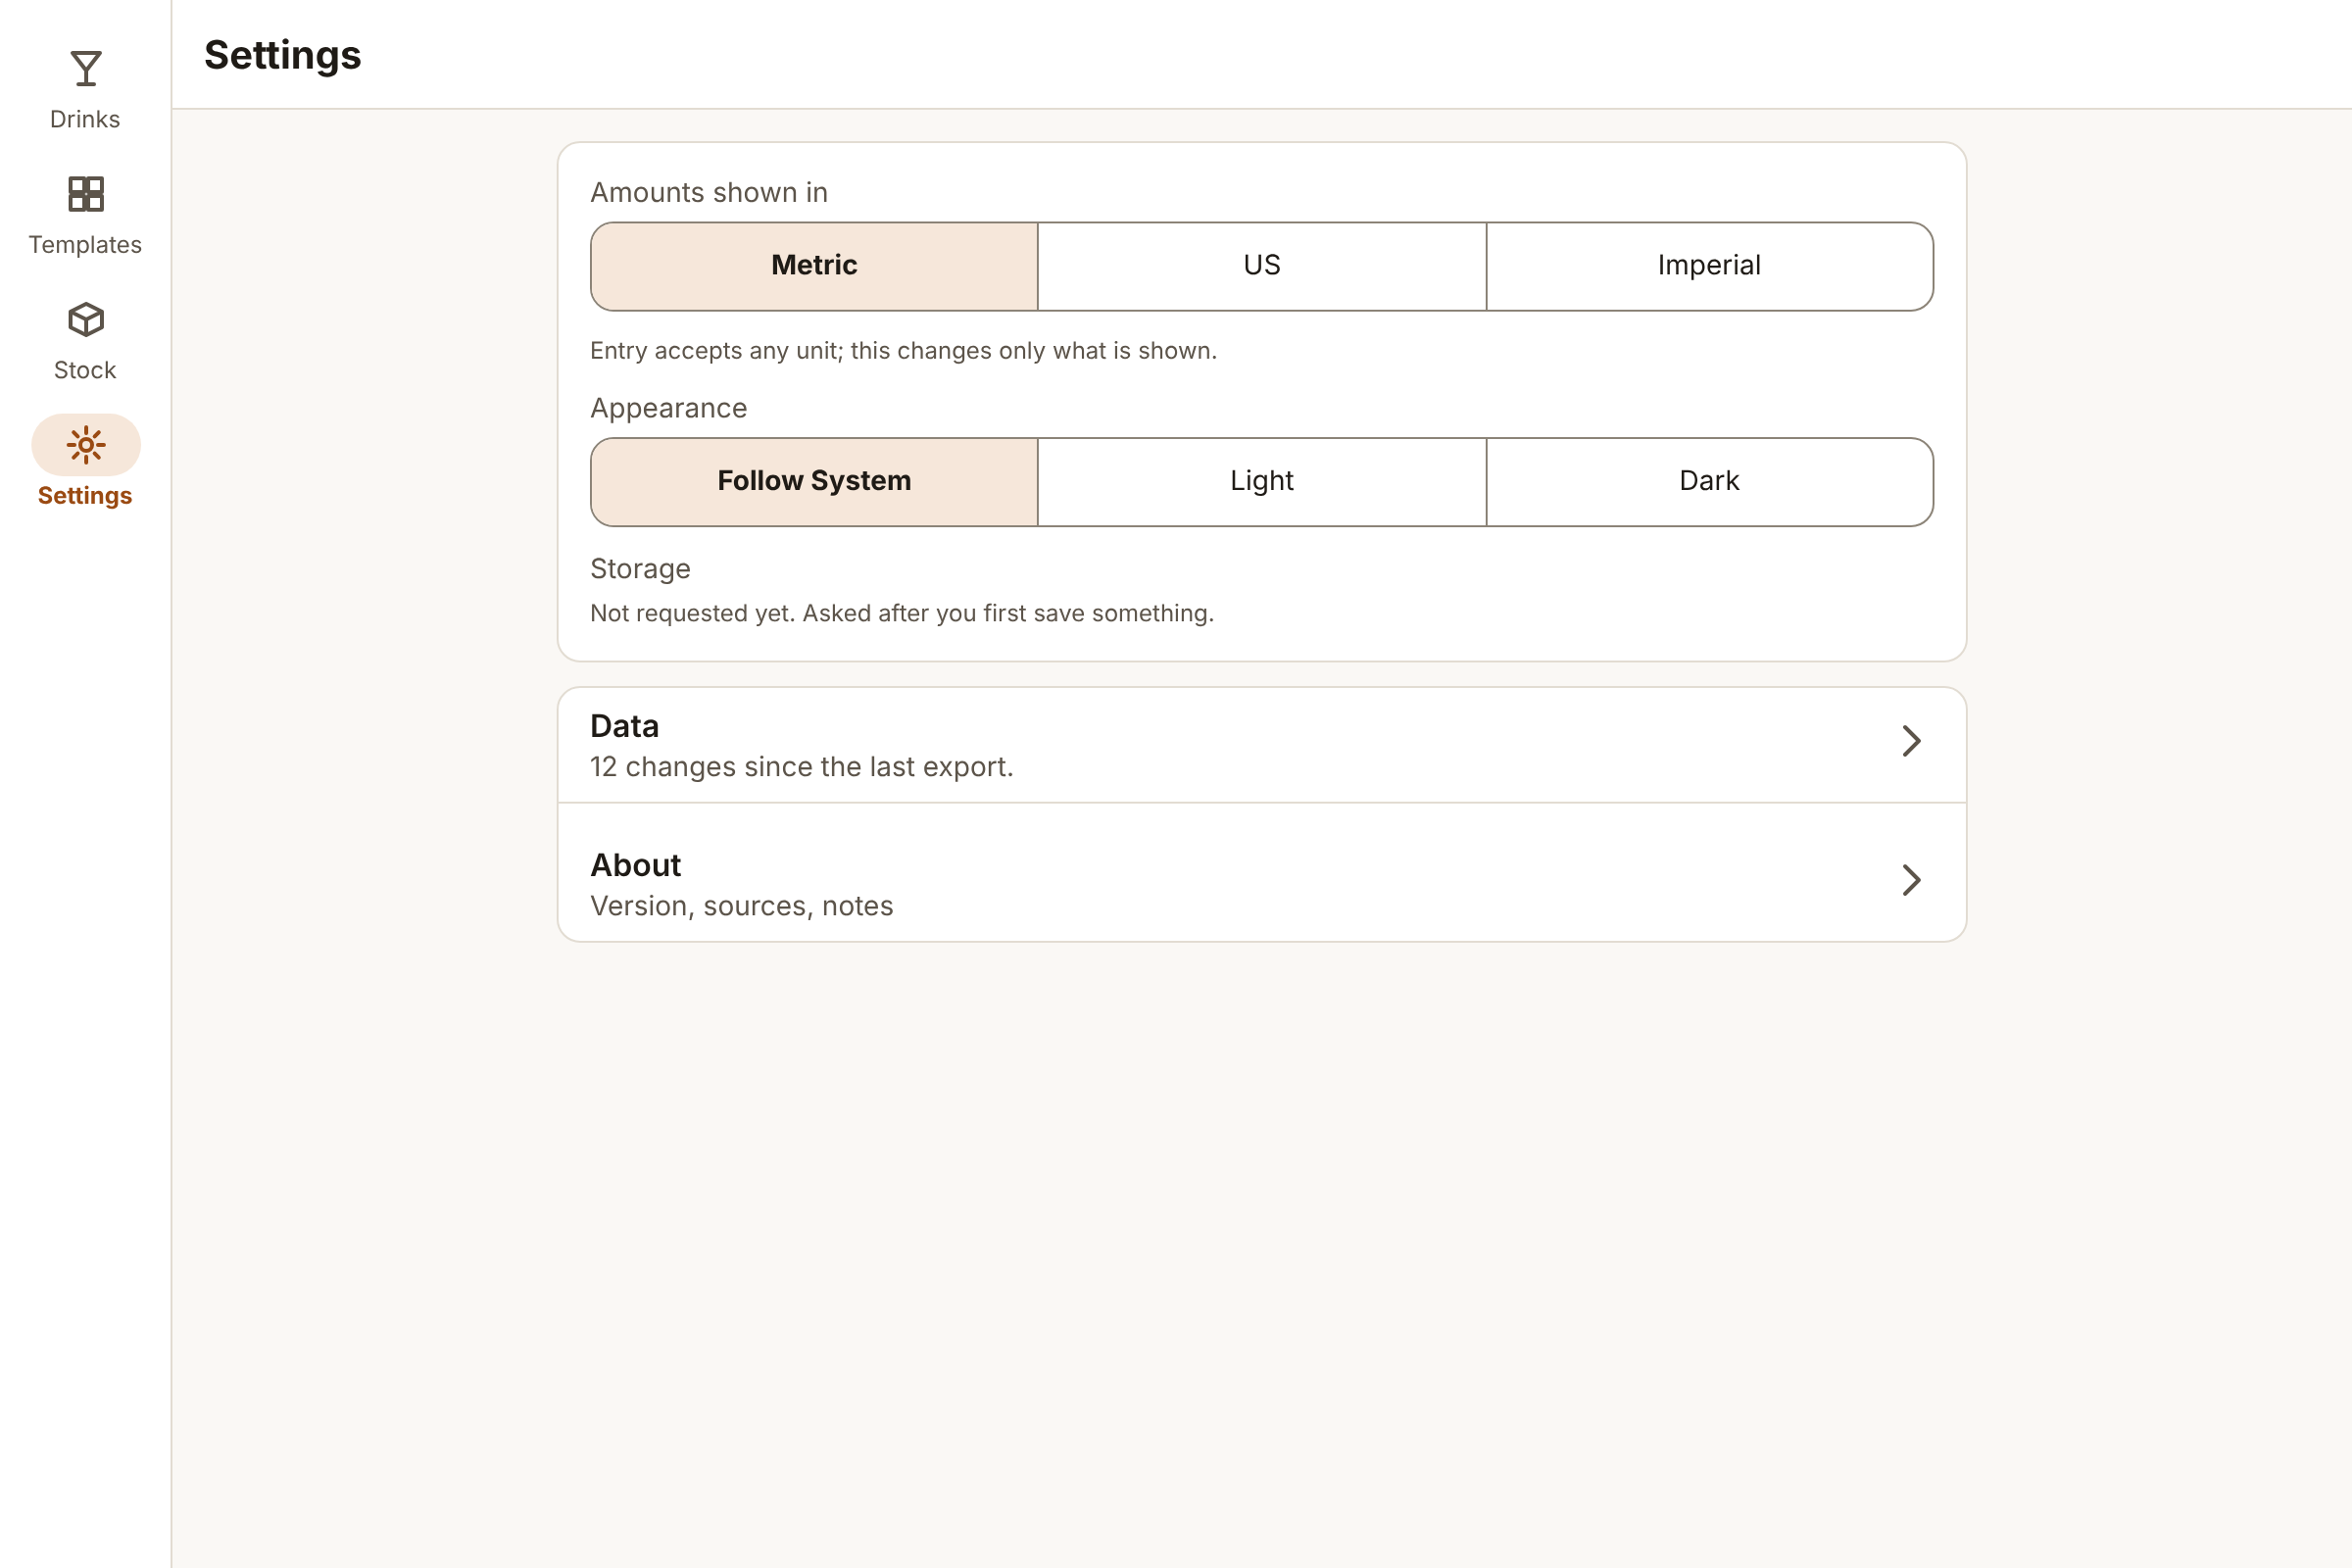 Settings
Drinks
Templates
Stock
Settings
Amounts shown in
Metric
US
Imperial
Entry accepts any unit; this changes only what is shown.
Appearance
Follow System
Light
Dark
Storage
Not requested yet. Asked after you first save something.
Data
12 changes since the last export.
About
Version, sources, notes